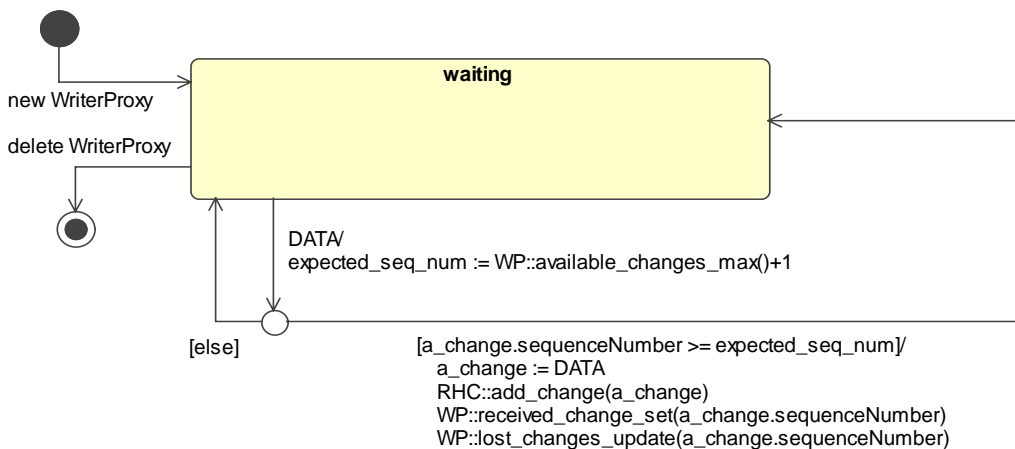 waiting
new WriterProxy
delete WriterProxy
DATA/
expected_seq_num := WP::available_changes_max()+1
[else]
[a_change.sequenceNumber >= expected_seq_num]/
a_change := DATA
RHC::add_change(a_change)
WP::received_change_set(a_change.sequenceNumber)
WP::lost_changes_update(a_change.sequenceNumber)